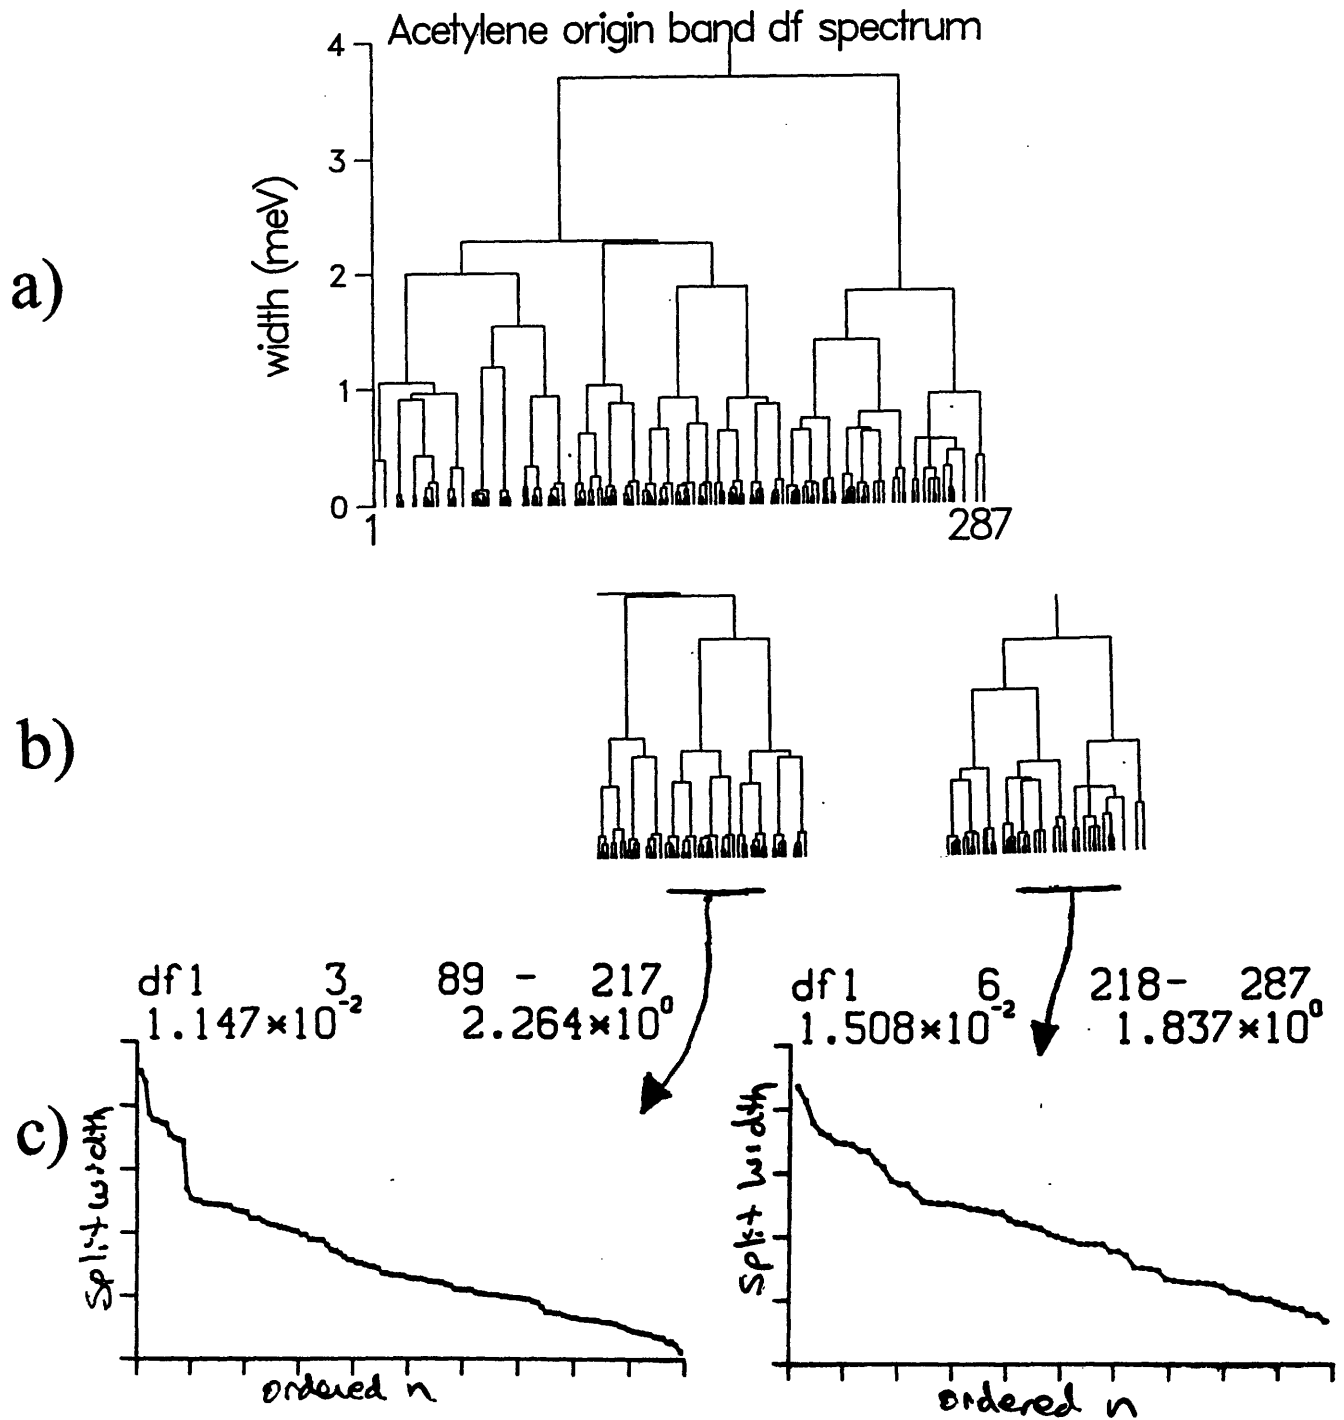 Acetylene origin band df spectrum
4
3
2
1
0
width (meV)
a)
1 287
b)
df1 3 89 - 217
1.147×10⁻² 2.264×10⁰
df1 6 218- 287
1.508×10⁻² 1.837×10⁰
c)
Split width
ordered n
Split width
ordered n